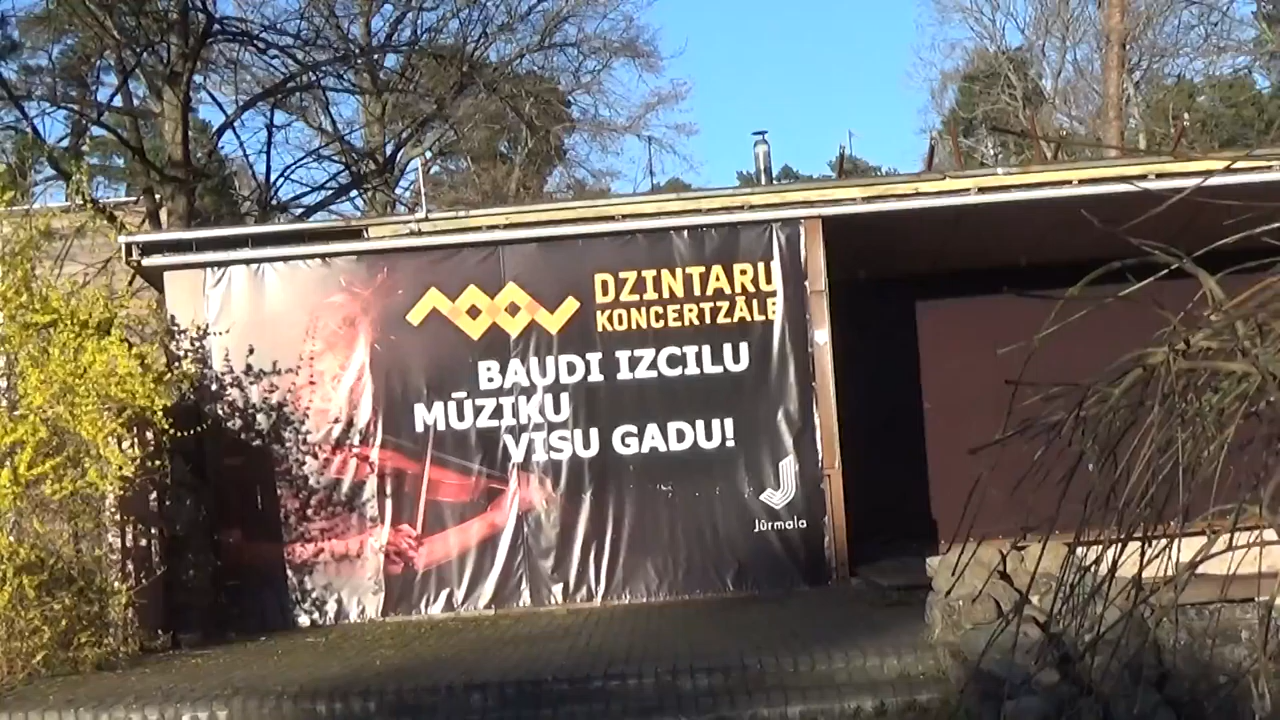 DZINTARU
KONCERTZĀLE
BAUDI IZCILU
MŪZIKU
VISU GADU!
Jūrmala